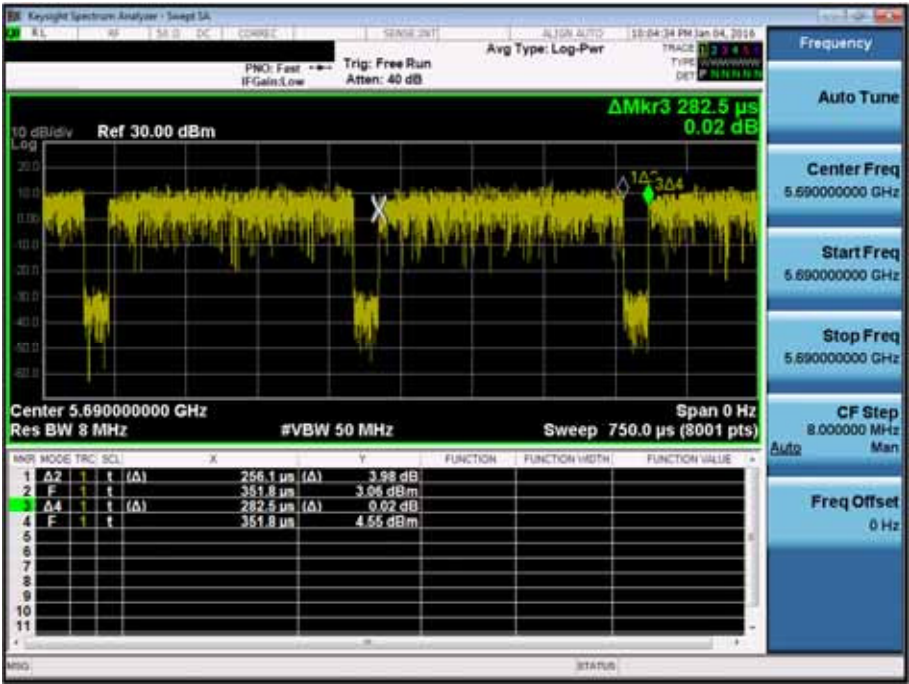 Keysight Spectrum Analyzer - Swept SA
RL RF 50 Ω DC CORREC SENSE:INT ALIGN AUTO 10:04:34 PM Jan 04, 2016
Frequency
Avg Type: Log-Pwr
TRACE 1 2 3 4 5 6
PNO: Fast
Trig: Free Run
TYPE
IFGain:Low
Atten: 40 dB
DET P N N N N N
Auto Tune
ΔMkr3 282.5 µs
0.02 dB
10 dB/div Ref 30.00 dBm
Log
20.0
10.0
0.00
-10.0
-20.0
-30.0
-40.0
-50.0
-60.0
3Δ4
Center Freq
5.690000000 GHz
Start Freq
5.690000000 GHz
Stop Freq
5.690000000 GHz
Center 5.690000000 GHz Span 0 Hz
Res BW 8 MHz #VBW 50 MHz Sweep 750.0 µs (8001 pts)
CF Step
8.000000 MHz
Auto Man
Freq Offset
0 Hz
MKR MODE TRC SCL X Y FUNCTION FUNCTION WIDTH FUNCTION VALUE
1 Δ2 1 t (Δ) 256.1 µs (Δ) 3.98 dB
2 F 1 t 351.8 µs 3.06 dBm
3 Δ4 1 t (Δ) 282.5 µs (Δ) 0.02 dB
4 F 1 t 351.8 µs 4.55 dBm
5
6
7
8
9
10
11
MSG STATUS